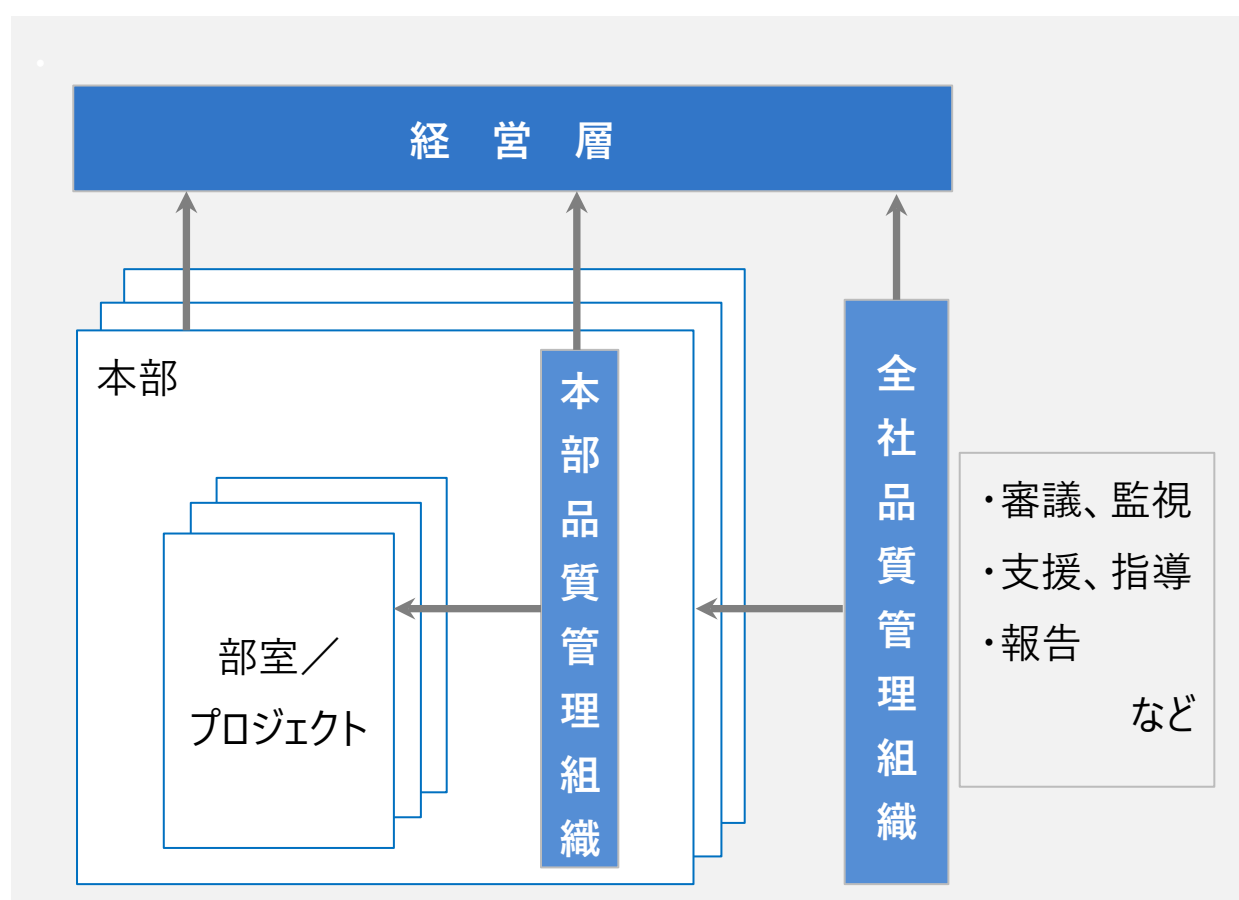 経 営 層
本部
本部品質管理組織
部室／
プロジェクト
全社品質管理組織
・審議、監視
・支援、指導
・報告
など